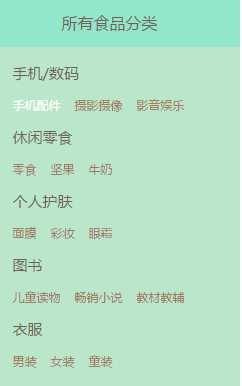 所有食品分类
手机/数码
手机配件 摄影摄像 影音娱乐
休闲零食
零食 坚果 牛奶
个人护肤
面膜 彩妆 眼霜
图书
儿童读物 畅销小说 教材教辅
衣服
男装 女装 童装